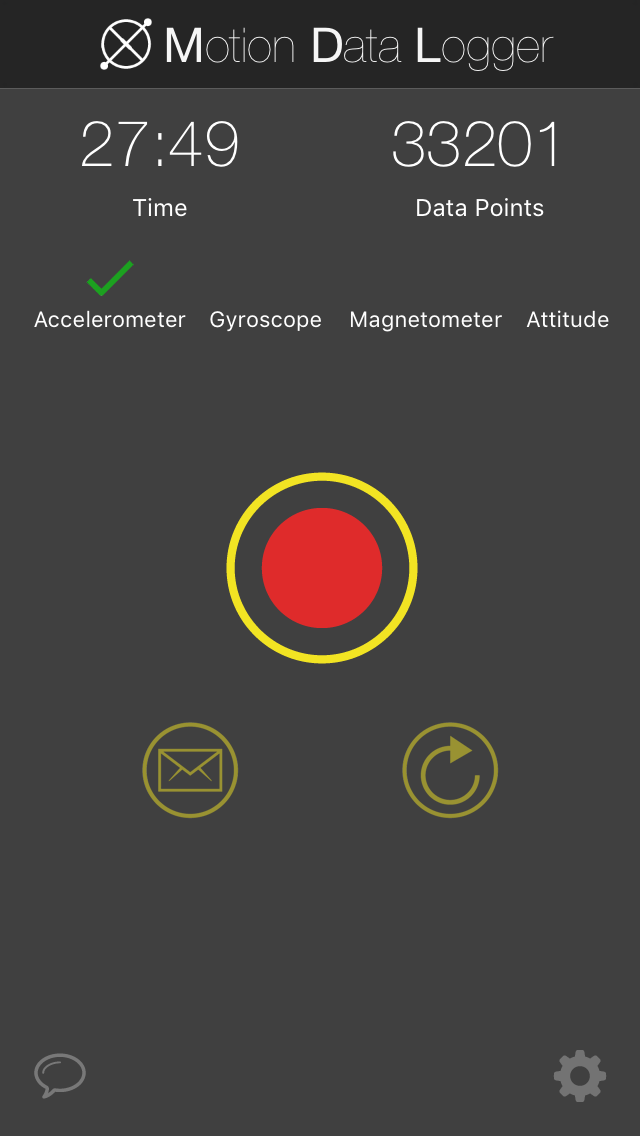 Motion Data Logger
27:49 33201
Time Data Points
Accelerometer Gyroscope Magnetometer Attitude